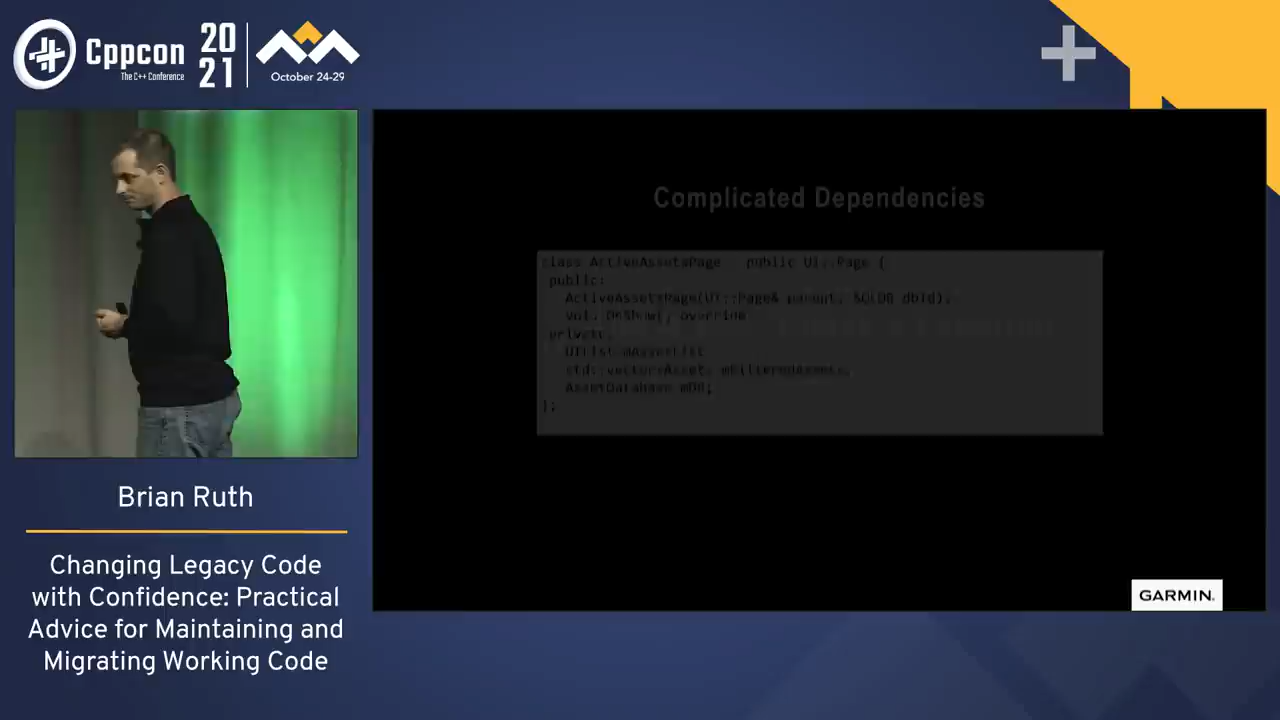 Cppcon
The C++ Conference
20
21
October 24-29
Complicated Dependencies
class ActiveAssetsPage : public UI::Page {
public:
ActiveAssetsPage(UI::Page& parent, SQLDB dbId);
void OnShow() override
private:
UIList mAssetList
std::vector<Asset> mFilteredAssets;
AssetDatabase mDB;
};
GARMIN.
Brian Ruth
Changing Legacy Code
with Confidence: Practical
Advice for Maintaining and
Migrating Working Code